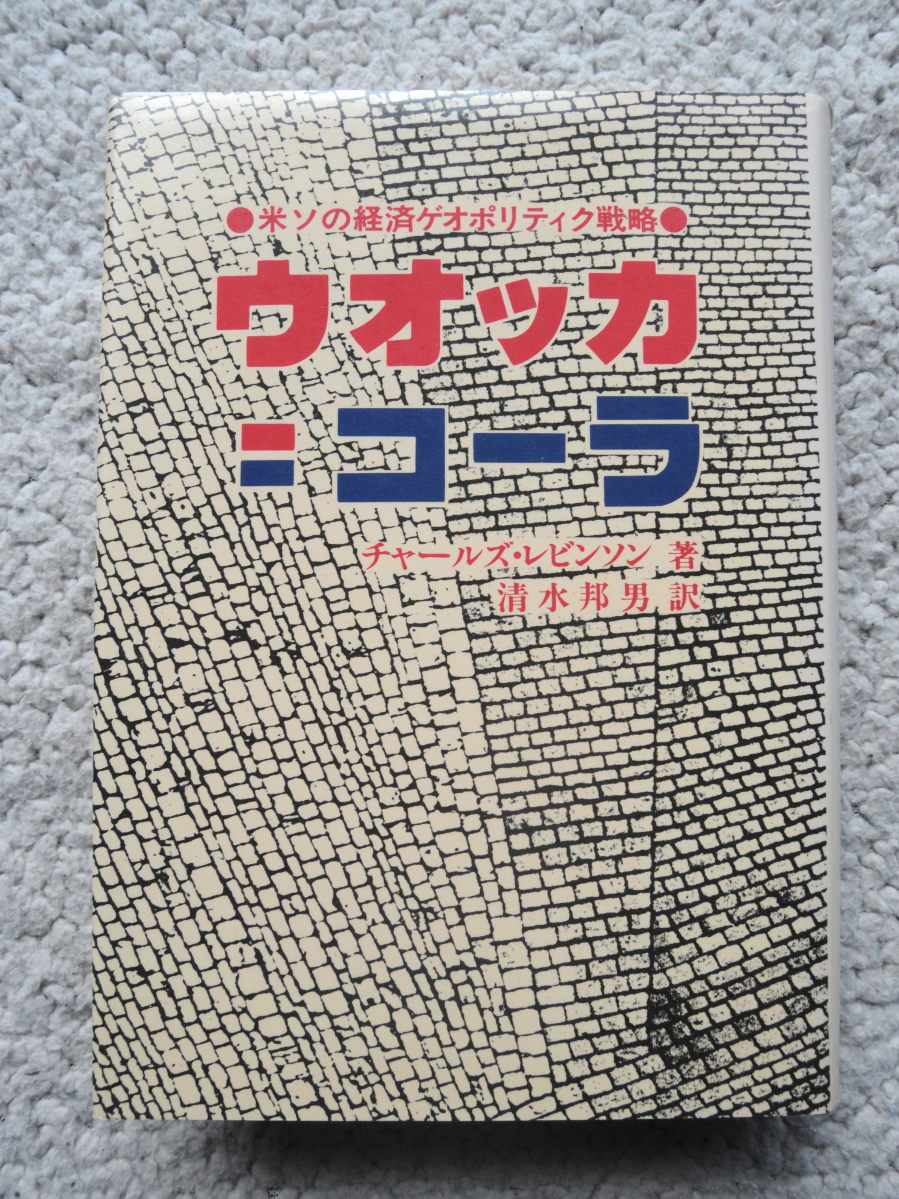 ●米ソの経済ゲオポリティク戦略●
ウオッカ
=コーラ
チャールズ・レビンソン 著
清水邦男 訳